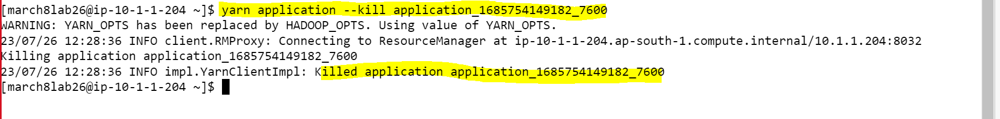 [march8lab26@ip-10-1-1-204 ~]$ yarn application --kill application_1685754149182_7600
WARNING: YARN_OPTS has been replaced by HADOOP_OPTS. Using value of YARN_OPTS.
23/07/26 12:28:36 INFO client.RMProxy: Connecting to ResourceManager at ip-10-1-1-204.ap-south-1.compute.internal/10.1.1.204:8032
Killing application application_1685754149182_7600
23/07/26 12:28:36 INFO impl.YarnClientImpl: Killed application application_1685754149182_7600
[march8lab26@ip-10-1-1-204 ~]$